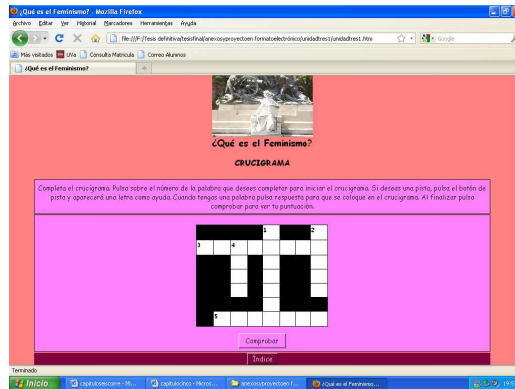 ¿Qué es el Feminismo? - Mozilla Firefox
Archivo Editar Ver Historial Marcadores Herramientas Ayuda
file:///F:/Tesis definitiva/tesisfinal/anexosyproyectoen formatoelectrónico/unidadtres1/unidadtres1.htm
Google
Más visitados UVa Consulta Matricula Correo Alumnos
¿Qué es el Feminismo?
¿Qué es el Feminismo?
CRUCIGRAMA
Completa el crucigrama. Pulsa sobre el número de la palabra que desees completar para iniciar el crucigrama. Si deseas una pista, pulsa el botón de
pista y aparecerá una letra como ayuda. Cuando tengas una palabra pulsa respuesta para que se coloque en el crucigrama. Al finalizar pulsa
comprobar para ver tu puntuación.
1 2
3 4
5
Comprobar
Índice
Terminado
Inicio capituloseiscorre - Mi... capitulocinco - Micros... anexosyproyectoen f... ¿Qué es el Feminismo...